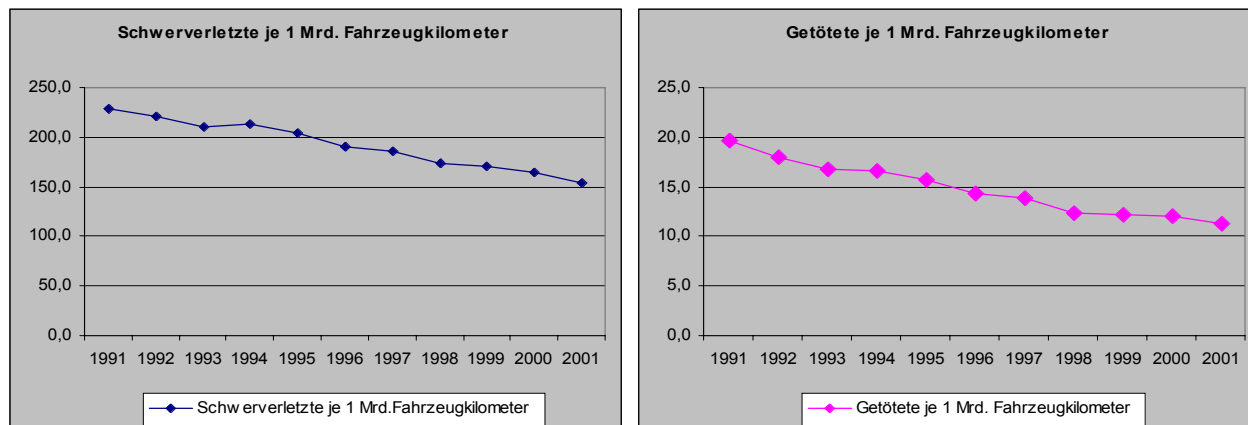 Schwerverletzte je 1 Mrd. Fahrzeugkilometer
250,0
200,0
150,0
100,0
50,0
0,0
1991 1992 1993 1994 1995 1996 1997 1998 1999 2000 2001
Schwerverletzte je 1 Mrd.Fahrzeugkilometer
Getötete je 1 Mrd. Fahrzeugkilometer
25,0
20,0
15,0
10,0
5,0
0,0
1991 1992 1993 1994 1995 1996 1997 1998 1999 2000 2001
Getötete je 1 Mrd. Fahrzeugkilometer